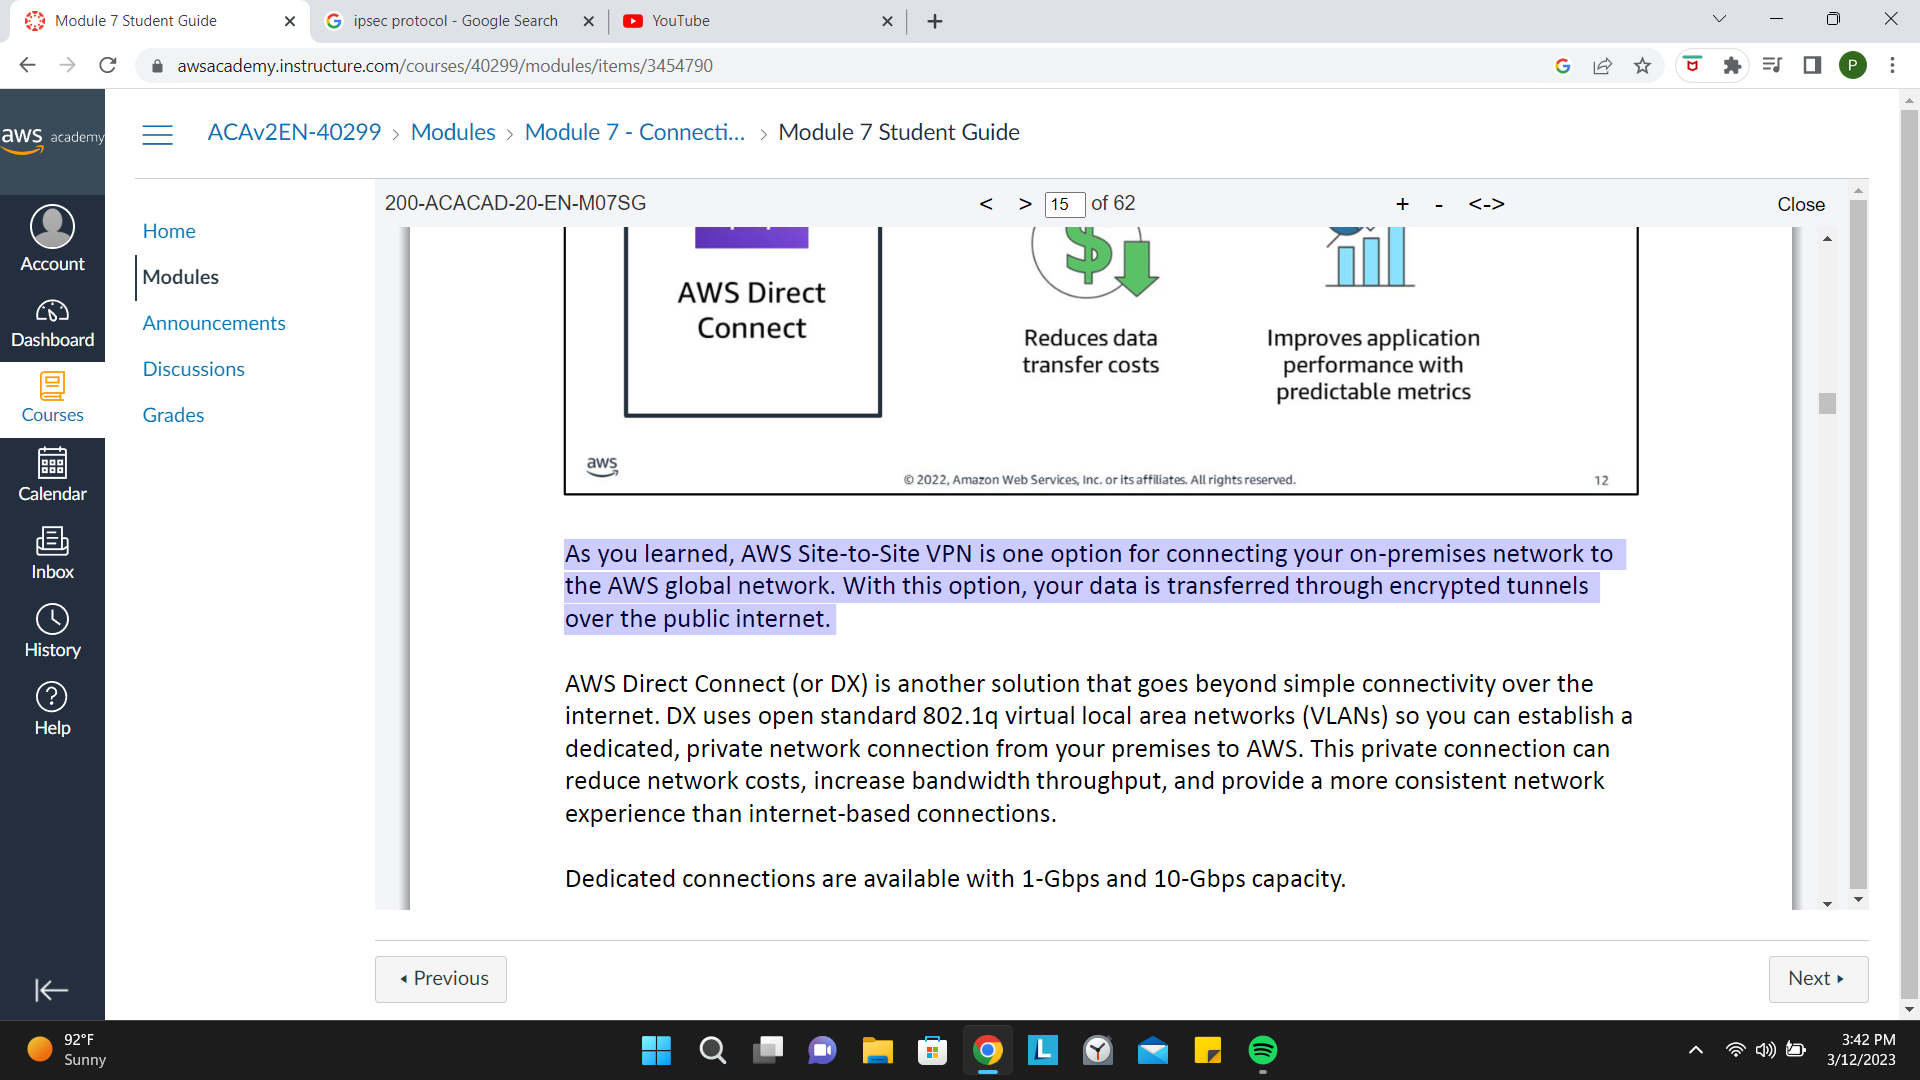 Module 7 Student Guide
ipsec protocol - Google Search
YouTube
awsacademy.instructure.com/courses/40299/modules/items/3454790
P
aws academy
ACAv2EN-40299 > Modules > Module 7 - Connecti... > Module 7 Student Guide
Account
Dashboard
Courses
Calendar
Inbox
History
Help
Home
Modules
Announcements
Discussions
Grades
200-ACACAD-20-EN-M07SG
< > 15 of 62
+ - <->
Close
AWS Direct
Connect
$
Reduces data
transfer costs
Improves application
performance with
predictable metrics
aws
© 2022, Amazon Web Services, Inc. or its affiliates. All rights reserved.
12
As you learned, AWS Site-to-Site VPN is one option for connecting your on-premises network to
the AWS global network. With this option, your data is transferred through encrypted tunnels
over the public internet.
AWS Direct Connect (or DX) is another solution that goes beyond simple connectivity over the
internet. DX uses open standard 802.1q virtual local area networks (VLANs) so you can establish a
dedicated, private network connection from your premises to AWS. This private connection can
reduce network costs, increase bandwidth throughput, and provide a more consistent network
experience than internet-based connections.
Dedicated connections are available with 1-Gbps and 10-Gbps capacity.
Previous
Next
92°F
Sunny
L
3:42 PM
3/12/2023